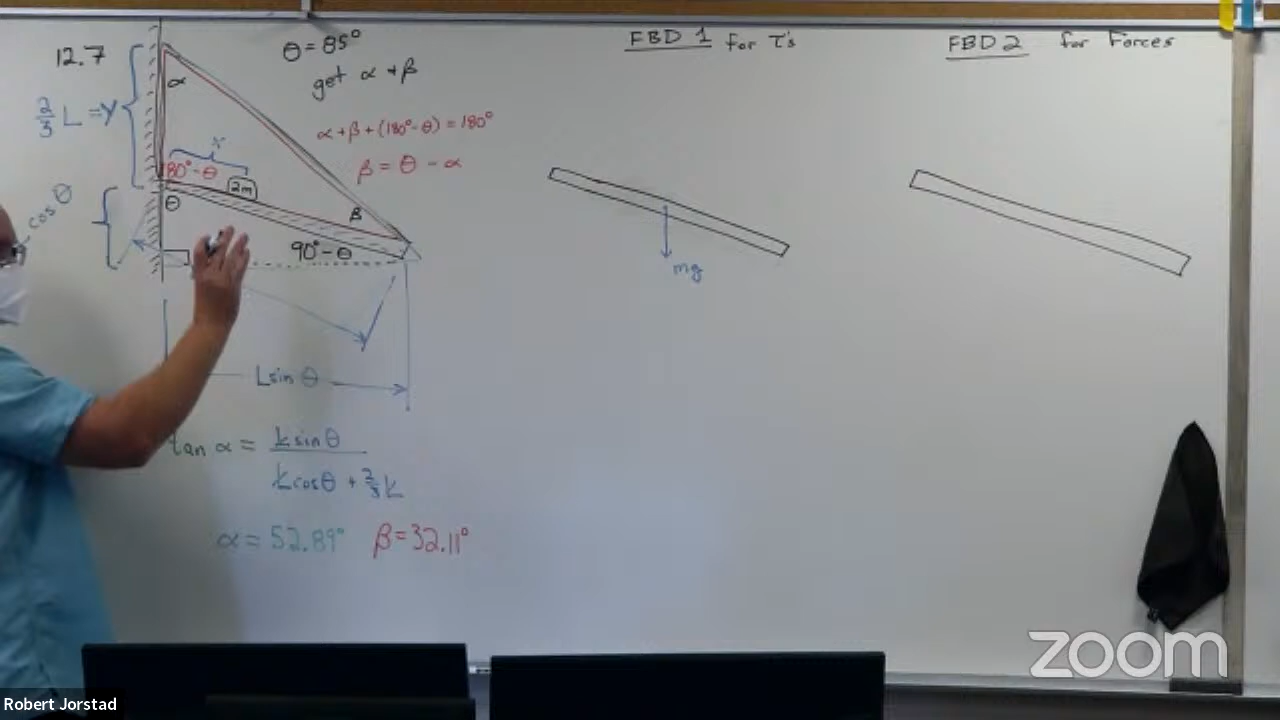 12.7
θ = 85°
get α + β
2/3 L = y
α
α + β + (180° - θ) = 180°
β = θ - α
x
80° - θ
2m
θ
β
90° - θ
cos θ
L sin θ
tan α = L sin θ / L cos θ + 2/3 L
α = 52.89° β = 32.11°
FBD 1 for τ's
mg
FBD 2 for Forces
zoom
Robert Jorstad